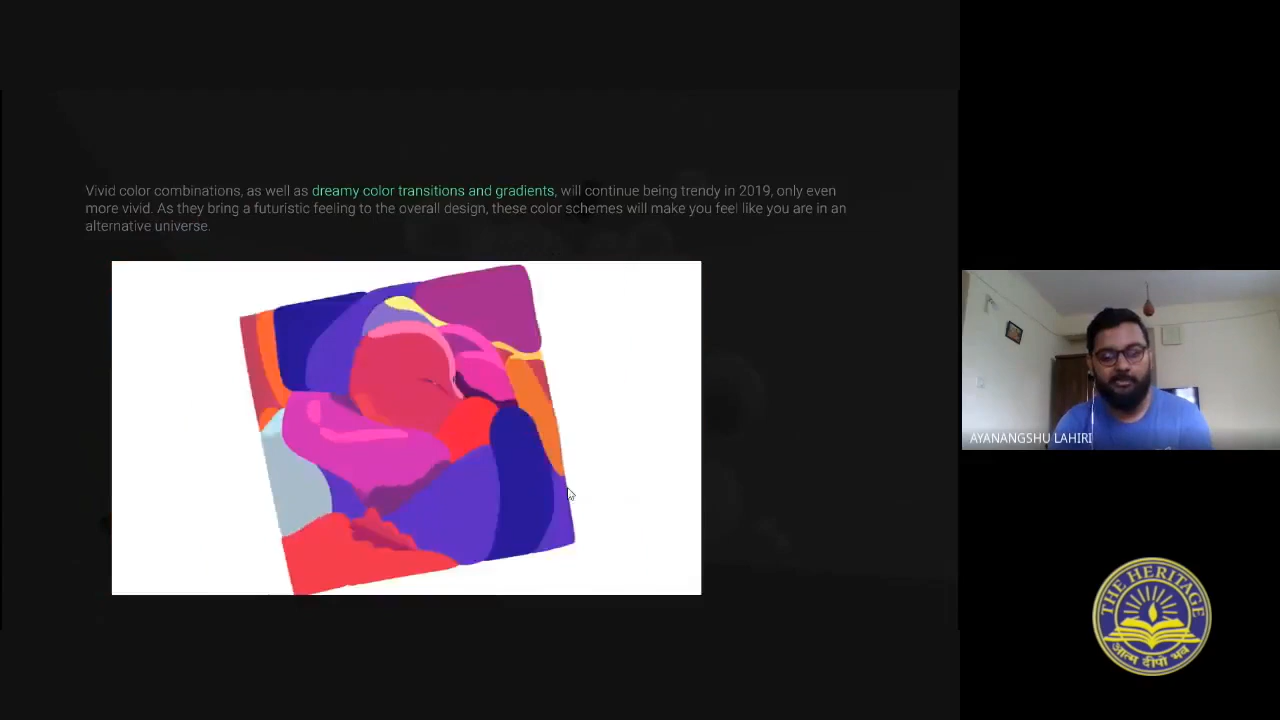 Vivid color combinations, as well as dreamy color transitions and gradients, will continue being trendy in 2019, only even
more vivid. As they bring a futuristic feeling to the overall design, these color schemes will make you feel like you are in an
alternative universe.
AYANANGSHU LAHIRI
THE HERITAGE
आत्म दीपो भव